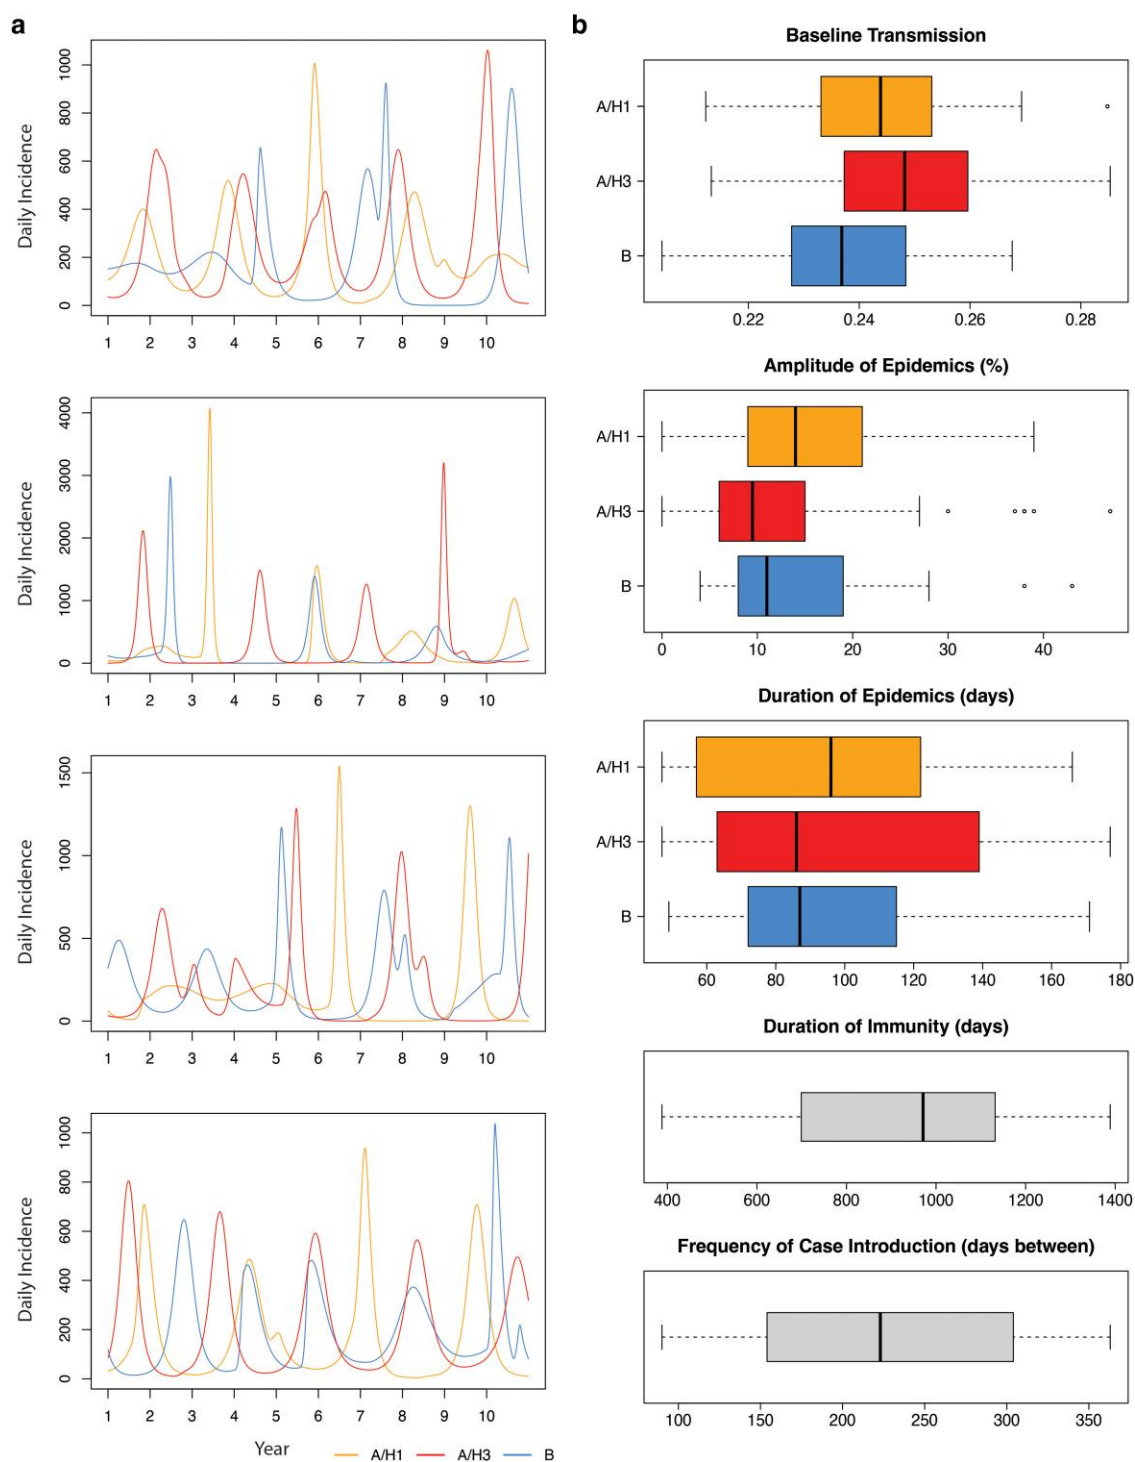 a
Daily Incidence
0 200 400 600 800 1000
1 2 3 4 5 6 7 8 9 10
Daily Incidence
0 1000 2000 3000 4000
1 2 3 4 5 6 7 8 9 10
Daily Incidence
0 500 1000 1500
1 2 3 4 5 6 7 8 9 10
Daily Incidence
0 200 400 600 800 1000
1 2 3 4 5 6 7 8 9 10
Year
A/H1 A/H3 B
b
Baseline Transmission
A/H1
A/H3
B
0.22 0.24 0.26 0.28
Amplitude of Epidemics (%)
A/H1
A/H3
B
0 10 20 30 40
Duration of Epidemics (days)
A/H1
A/H3
B
60 80 100 120 140 160 180
Duration of Immunity (days)
400 600 800 1000 1200 1400
Frequency of Case Introduction (days between)
100 150 200 250 300 350